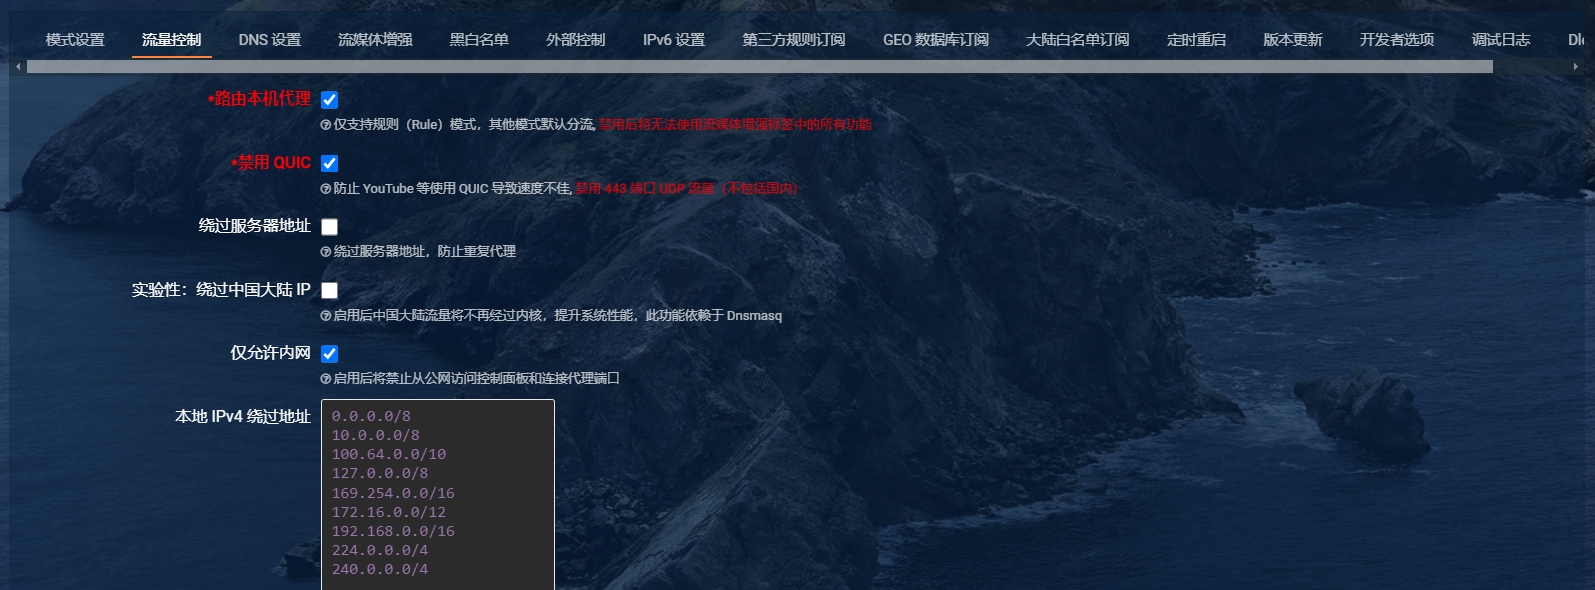 模式设置 流量控制 DNS 设置 流媒体增强 黑白名单 外部控制 IPv6 设置 第三方规则订阅 GEO 数据库订阅 大陆白名单订阅 定时重启 版本更新 开发者选项 调试日志
*路由本机代理
仅支持规则（Rule）模式，其他模式默认分流, 禁用后将无法使用流媒体增强标签中的所有功能
*禁用 QUIC
防止 YouTube 等使用 QUIC 导致速度不佳, 禁用 443 端口 UDP 流量（不包括国内）
绕过服务器地址
绕过服务器地址，防止重复代理
实验性：绕过中国大陆 IP
启用后中国大陆流量将不再经过内核，提升系统性能，此功能依赖于 Dnsmasq
仅允许内网
启用后将禁止从公网访问控制面板和连接代理端口
本地 IPv4 绕过地址
0.0.0.0/8
10.0.0.0/8
100.64.0.0/10
127.0.0.0/8
169.254.0.0/16
172.16.0.0/12
192.168.0.0/16
224.0.0.0/4
240.0.0.0/4